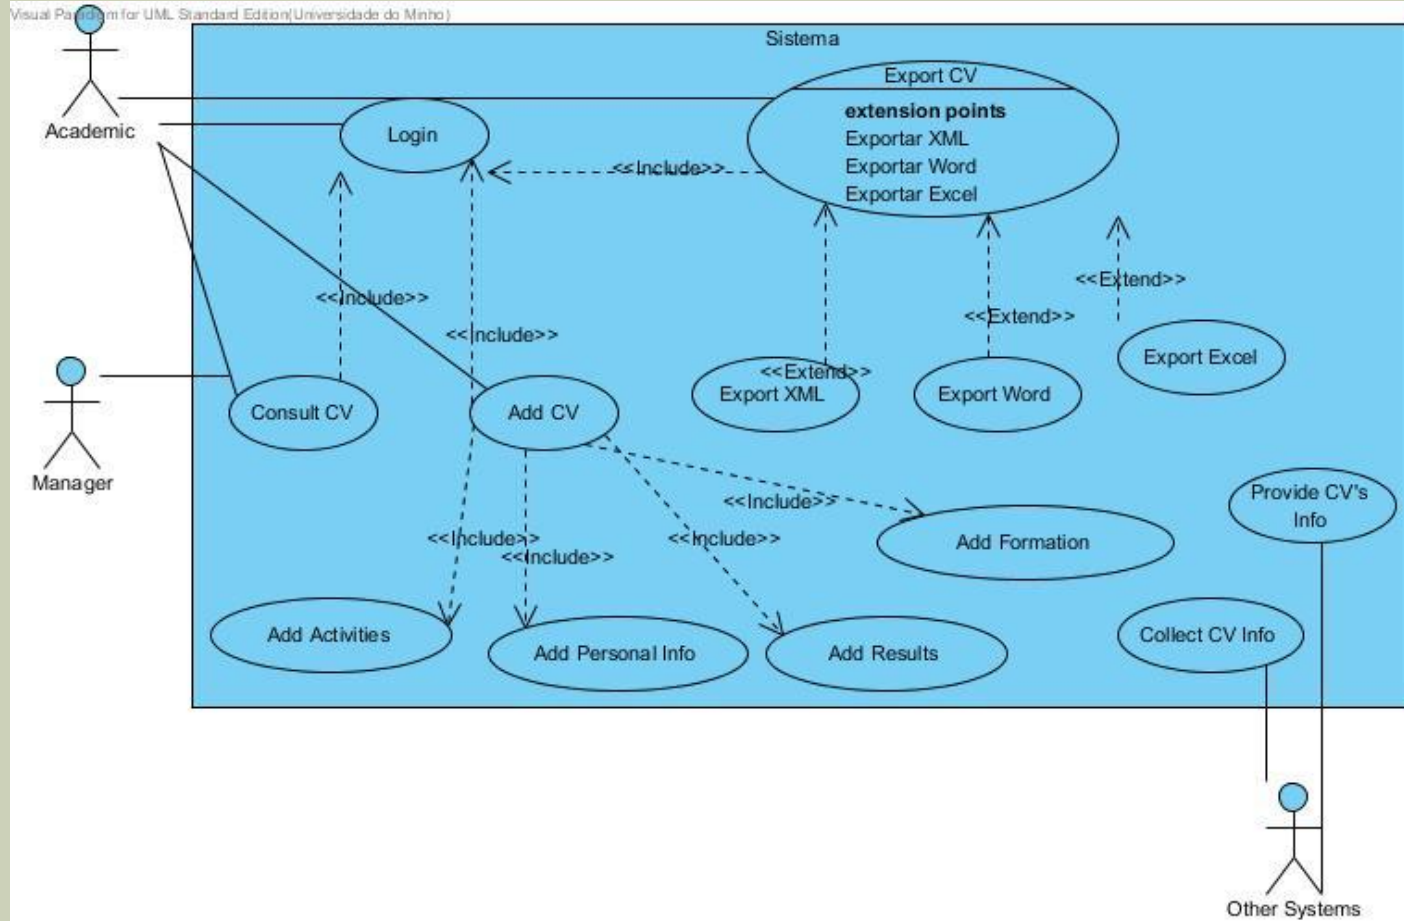 Visual Paradigm for UML Standard Edition(Universidade do Minho)
Sistema
Academic
Login
Export CV
extension points
Exportar XML
Exportar Word
Exportar Excel
<<Include>>
<<Include>>
<<Include>>
<<Extend>>
<<Extend>>
<<Extend>>
Manager
Consult CV
Add CV
Export XML
Export Word
Export Excel
<<Include>>
<<Include>>
<<Include>>
<<Include>>
Provide CV's
Info
Add Formation
Add Activities
Add Personal Info
Add Results
Collect CV Info
Other Systems